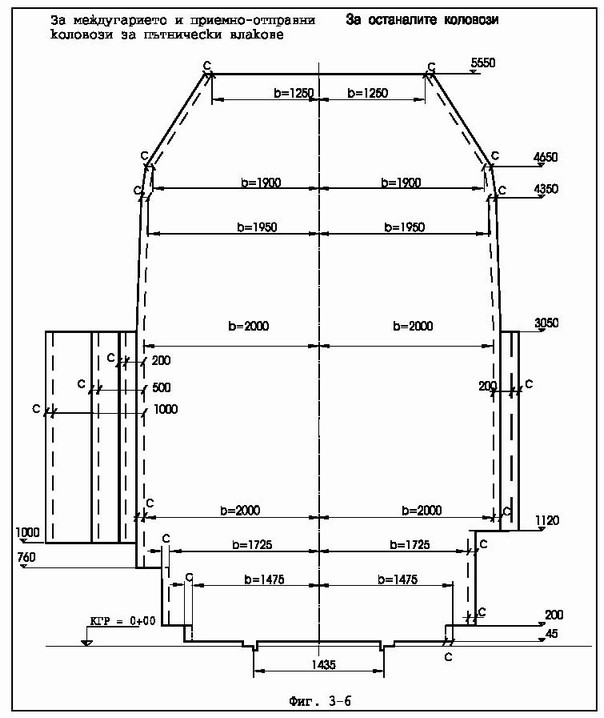 За междугарието и приемно-отправни
коловози за пътнически влакове
За останалите коловози
C C 5550
b=1250 b=1250
C C 4650
b=1900 b=1900
C C 4350
b=1950 b=1950
3050
b=2000 b=2000
C 200
C 500 200 C
C 1000
C C
b=2000 b=2000
1120
1000
C b=1725 b=1725 C
760
C b=1475 b=1475
C
КГР = 0+00 200
45
C
1435
Фиг. 3-6